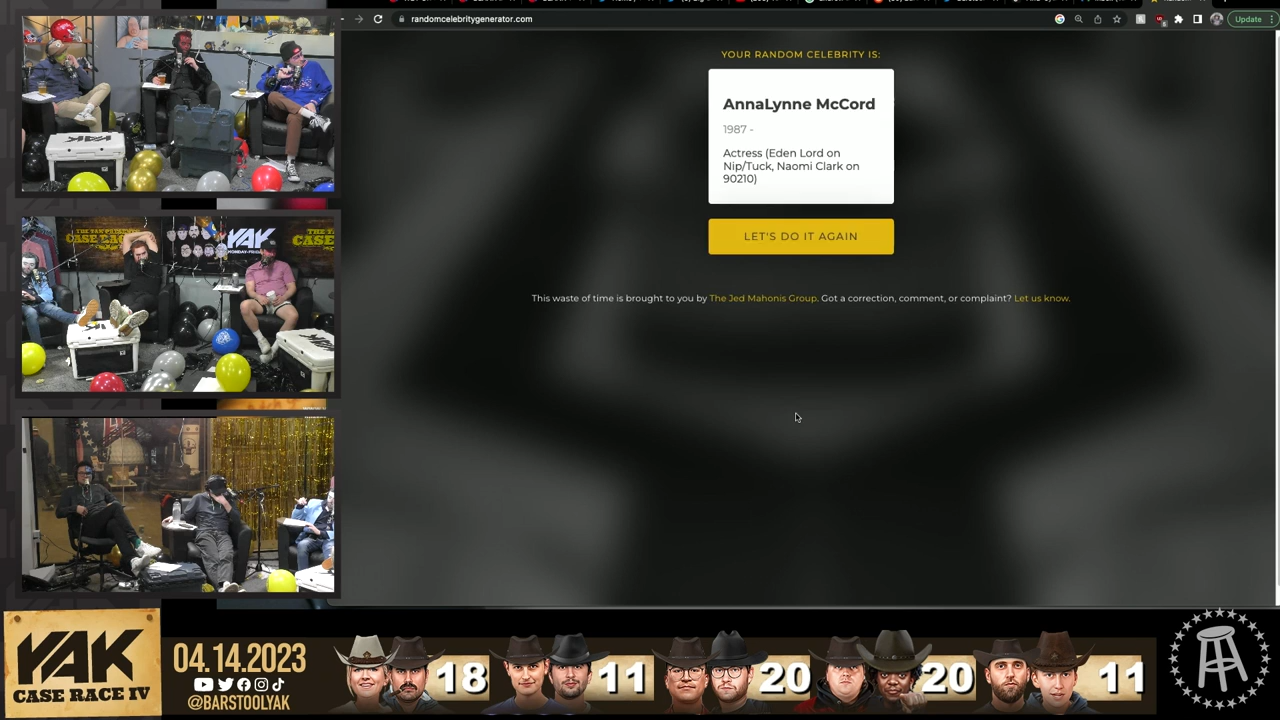 randomcelebritygenerator.com
Update
YOUR RANDOM CELEBRITY IS:
AnnaLynne McCord
1987 -
Actress (Eden Lord on
Nip/Tuck, Naomi Clark on
90210)
LET'S DO IT AGAIN
This waste of time is brought to you by The Jed Mahonis Group. Got a correction, comment, or complaint? Let us know.
YAK
MONDAY-FRIDAY
YAK
CASE RACE IV
04.14.2023
@BARSTOOLYAK
18
11
20
20
11